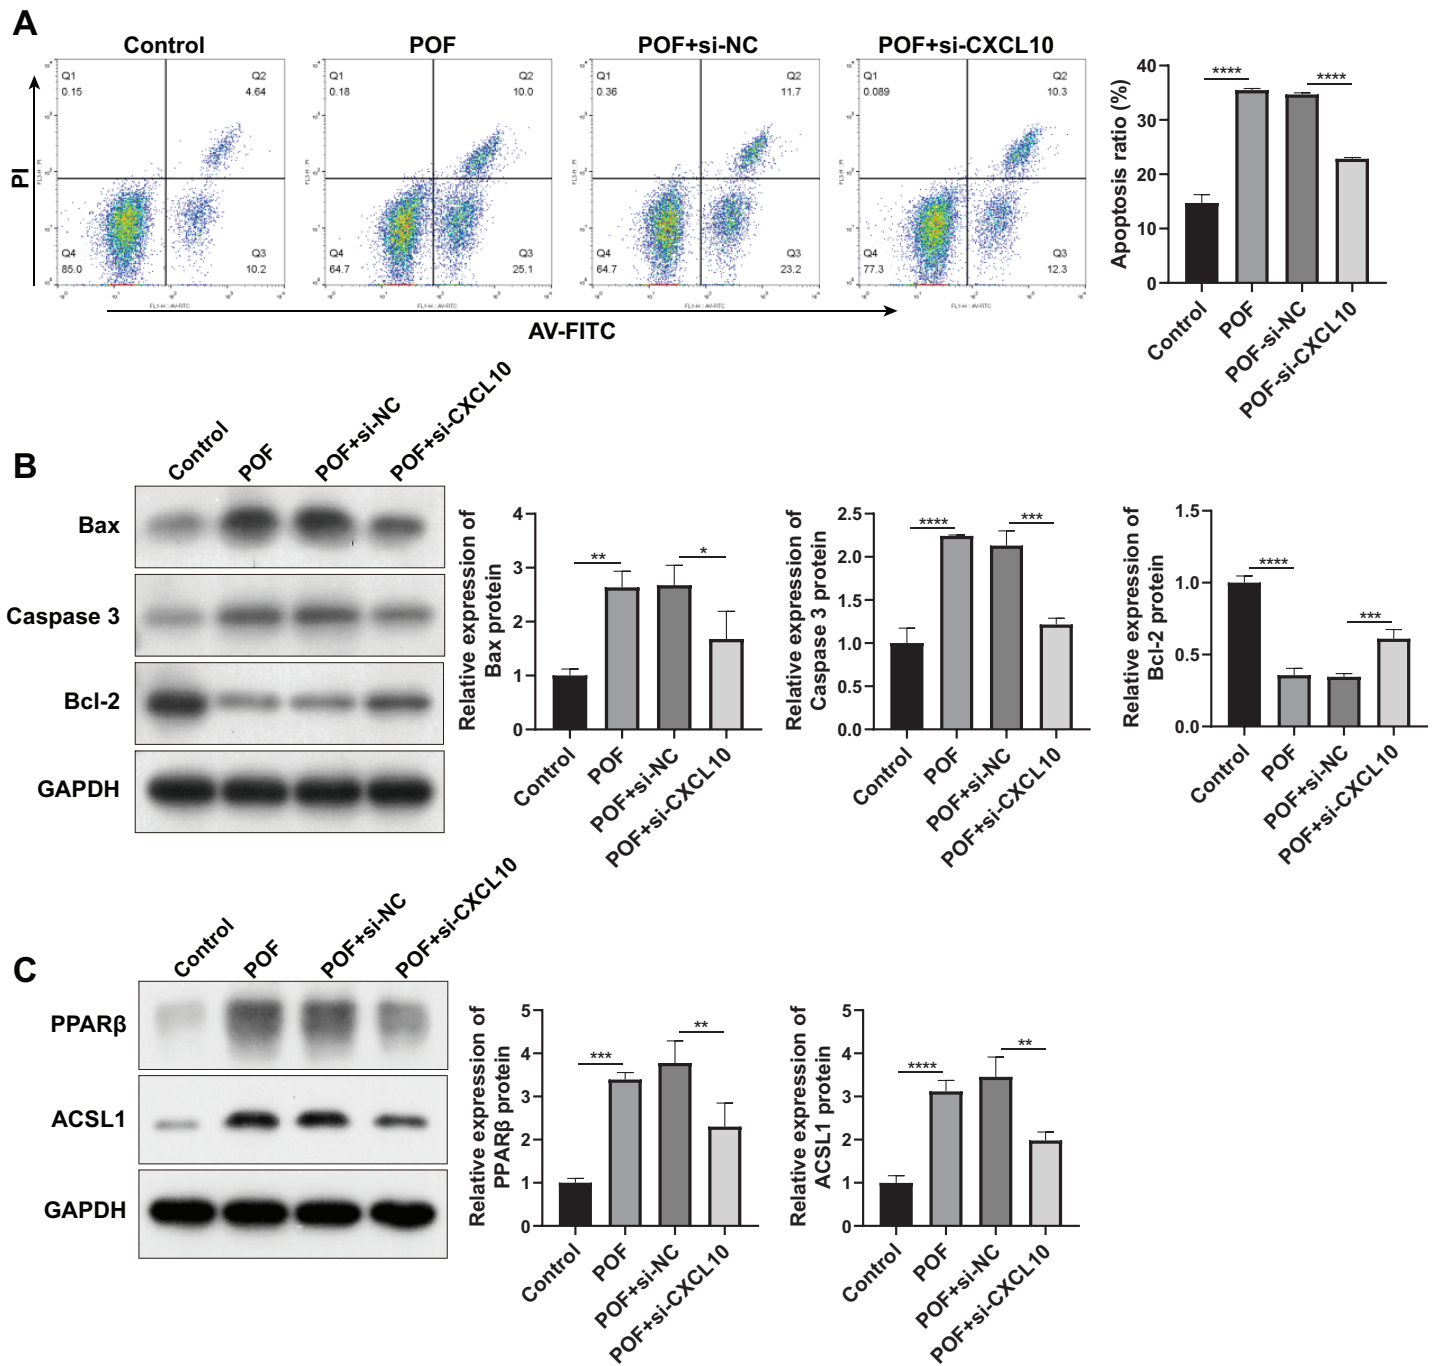 A
Control
POF
POF+si-NC
POF+si-CXCL10
Q1
0.15
Q2
4.64
Q4
85.0
Q3
10.2
Q1
0.18
Q2
10.0
Q4
64.7
Q3
25.1
Q1
0.36
Q2
11.7
Q4
64.7
Q3
23.2
Q1
0.089
Q2
10.3
Q4
77.3
Q3
12.3
PI
AV-FITC
Apoptosis ratio (%)
40
30
20
10
0
****
****
Control
POF
POF-si-NC
POF-si-CXCL10
B
Control
POF
POF+si-NC
POF+si-CXCL10
Bax
Caspase 3
Bcl-2
GAPDH
Relative expression of
Bax protein
4
3
2
1
0
**
*
Control
POF
POF+si-NC
POF+si-CXCL10
Relative expression of
Caspase 3 protein
2.5
2.0
1.5
1.0
0.5
0.0
****
***
Control
POF
POF+si-NC
POF+si-CXCL10
Relative expression of
Bcl-2 protein
1.5
1.0
0.5
0.0
****
***
Control
POF
POF+si-NC
POF+si-CXCL10
C
Control
POF
POF+si-NC
POF+si-CXCL10
PPARβ
ACSL1
GAPDH
Relative expression of
PPARβ protein
5
4
3
2
1
0
***
**
Control
POF
POF+si-NC
POF+si-CXCL10
Relative expression of
ACSL1 protein
5
4
3
2
1
0
****
**
Control
POF
POF+si-NC
POF+si-CXCL10